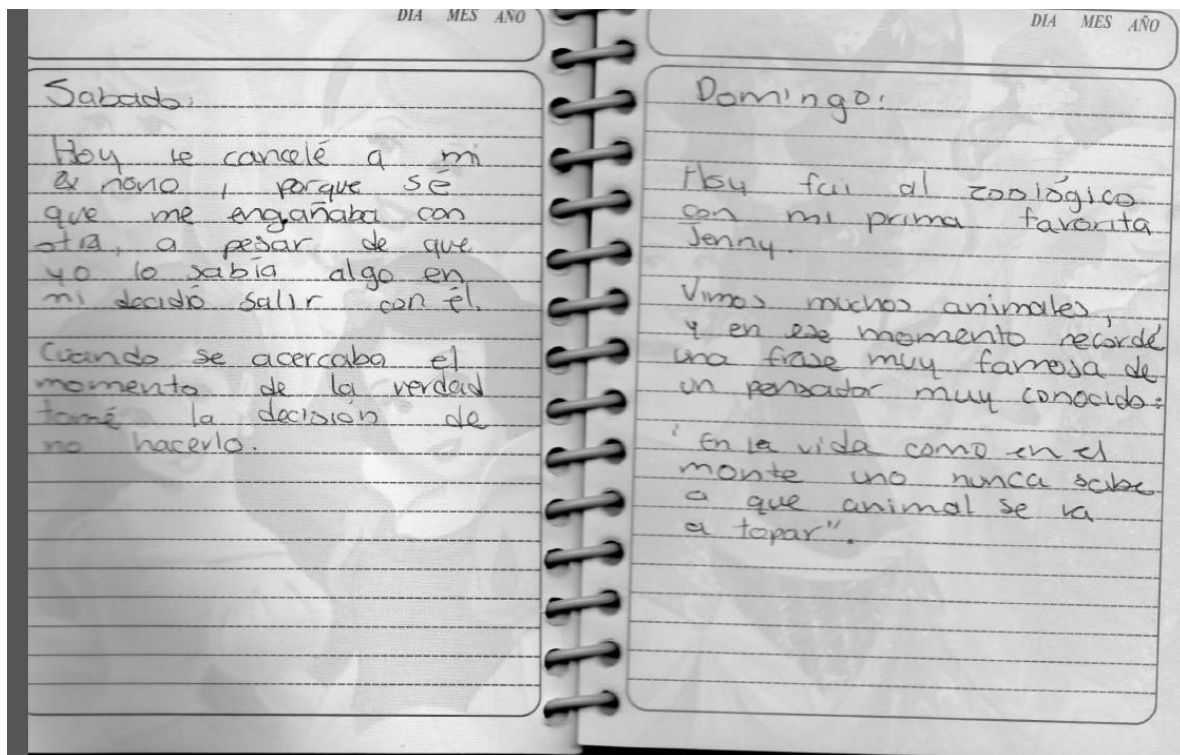 DIA MES AÑO
Sabado:
Hoy le cancelé a mi
nono, porque sé
que me engañaba con
otra, a pesar de que
yo lo sabía algo en
mi decidió salir con él.
Cuando se acercaba el
momento de la verdad
tomé la decisión de
no hacerlo.
DIA MES AÑO
Domingo:
Hoy fui al zoológico
con mi prima favorita
Jenny.
Vimos muchos animales,
y en ese momento recordé
una frase muy famosa de
un pensador muy conocido:
"En la vida como en el
monte uno nunca sabe
a que animal se va
a topar".